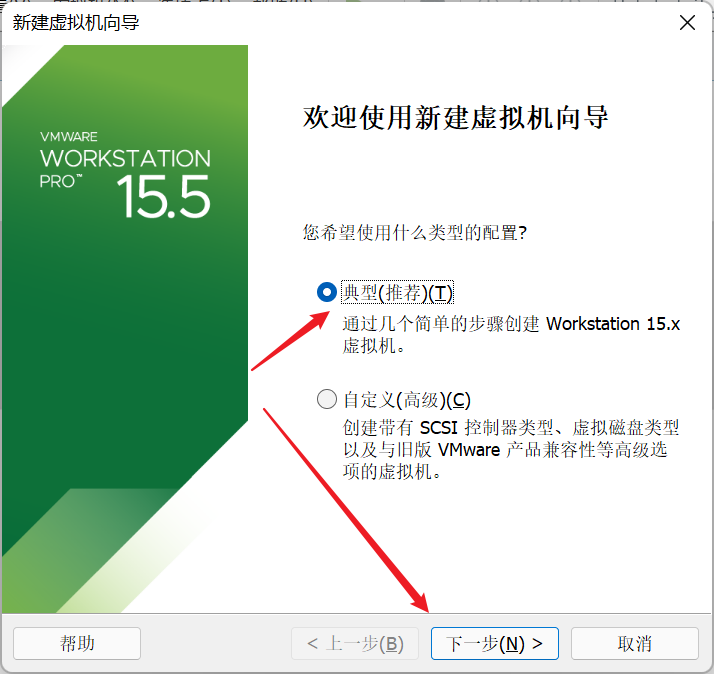 新建虚拟机向导
VMWARE
WORKSTATION
PRO™ 15.5
欢迎使用新建虚拟机向导
您希望使用什么类型的配置?
典型(推荐)(T)
通过几个简单的步骤创建 Workstation 15.x
虚拟机。
自定义(高级)(C)
创建带有 SCSI 控制器类型、虚拟磁盘类型
以及与旧版 VMware 产品兼容性等高级选
项的虚拟机。
帮助
< 上一步(B)
下一步(N) >
取消